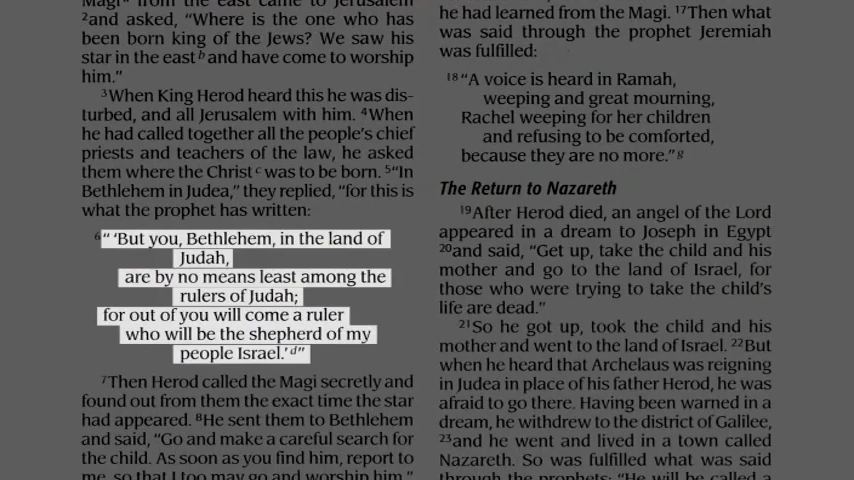 Magi a from the east came to Jerusalem
2and asked, “Where is the one who has
been born king of the Jews? We saw his
star in the east b and have come to worship
him.”
3When King Herod heard this he was dis-
turbed, and all Jerusalem with him. 4When
he had called together all the people’s chief
priests and teachers of the law, he asked
them where the Christ c was to be born. 5“In
Bethlehem in Judea,” they replied, “for this is
what the prophet has written:
6“ ‘But you, Bethlehem, in the land of
Judah,
are by no means least among the
rulers of Judah;
for out of you will come a ruler
who will be the shepherd of my
people Israel.’ d”
7Then Herod called the Magi secretly and
found out from them the exact time the star
had appeared. 8He sent them to Bethlehem
and said, “Go and make a careful search for
the child. As soon as you find him, report to
me, so that I too may go and worship him.”
he had learned from the Magi. 17Then what
was said through the prophet Jeremiah
was fulfilled:
18“A voice is heard in Ramah,
weeping and great mourning,
Rachel weeping for her children
and refusing to be comforted,
because they are no more.” g
The Return to Nazareth
19After Herod died, an angel of the Lord
appeared in a dream to Joseph in Egypt
20and said, “Get up, take the child and his
mother and go to the land of Israel, for
those who were trying to take the child’s
life are dead.”
21So he got up, took the child and his
mother and went to the land of Israel. 22But
when he heard that Archelaus was reigning
in Judea in place of his father Herod, he was
afraid to go there. Having been warned in a
dream, he withdrew to the district of Galilee,
23and he went and lived in a town called
Nazareth. So was fulfilled what was said
through the prophets: “He will be called a